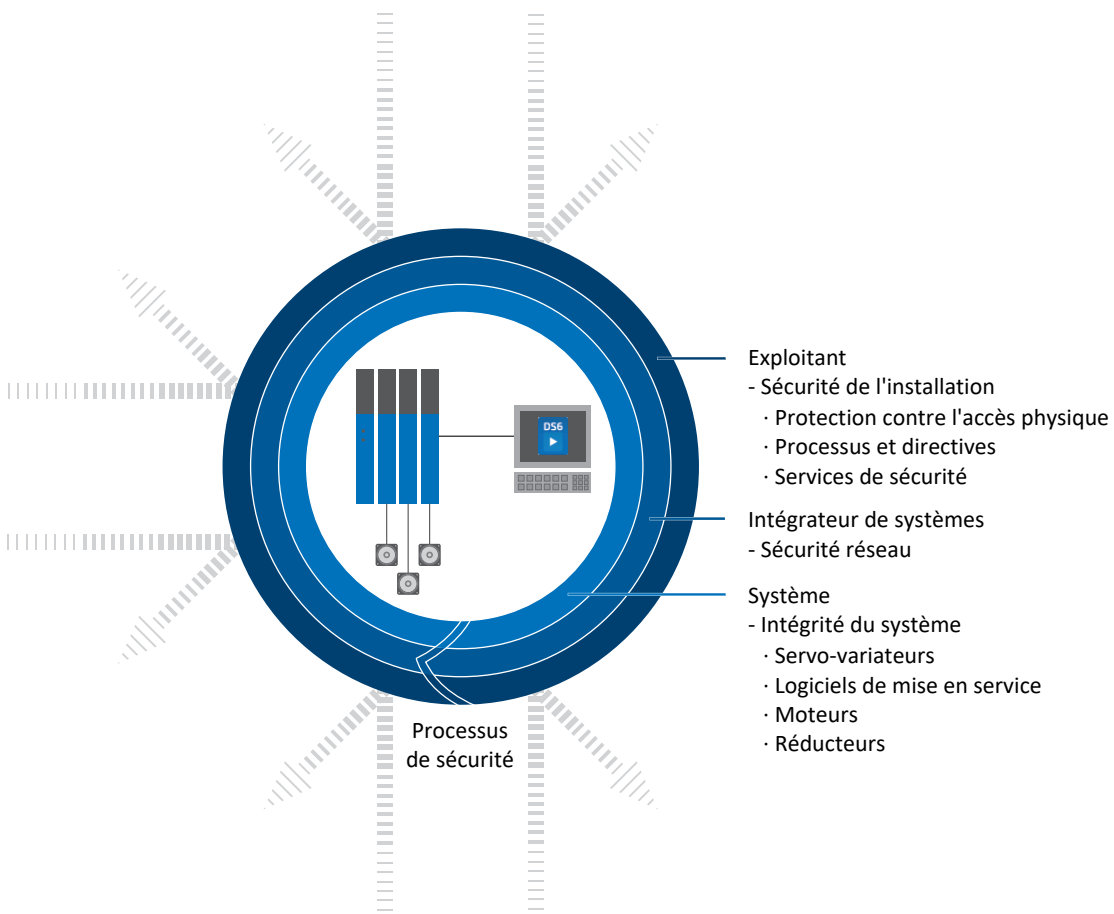 Exploitant
- Sécurité de l'installation
· Protection contre l'accès physique
· Processus et directives
· Services de sécurité
DS6
Intégrateur de systèmes
- Sécurité réseau
Système
- Intégrité du système
· Servo-variateurs
· Logiciels de mise en service
· Moteurs
· Réducteurs
Processus
de sécurité